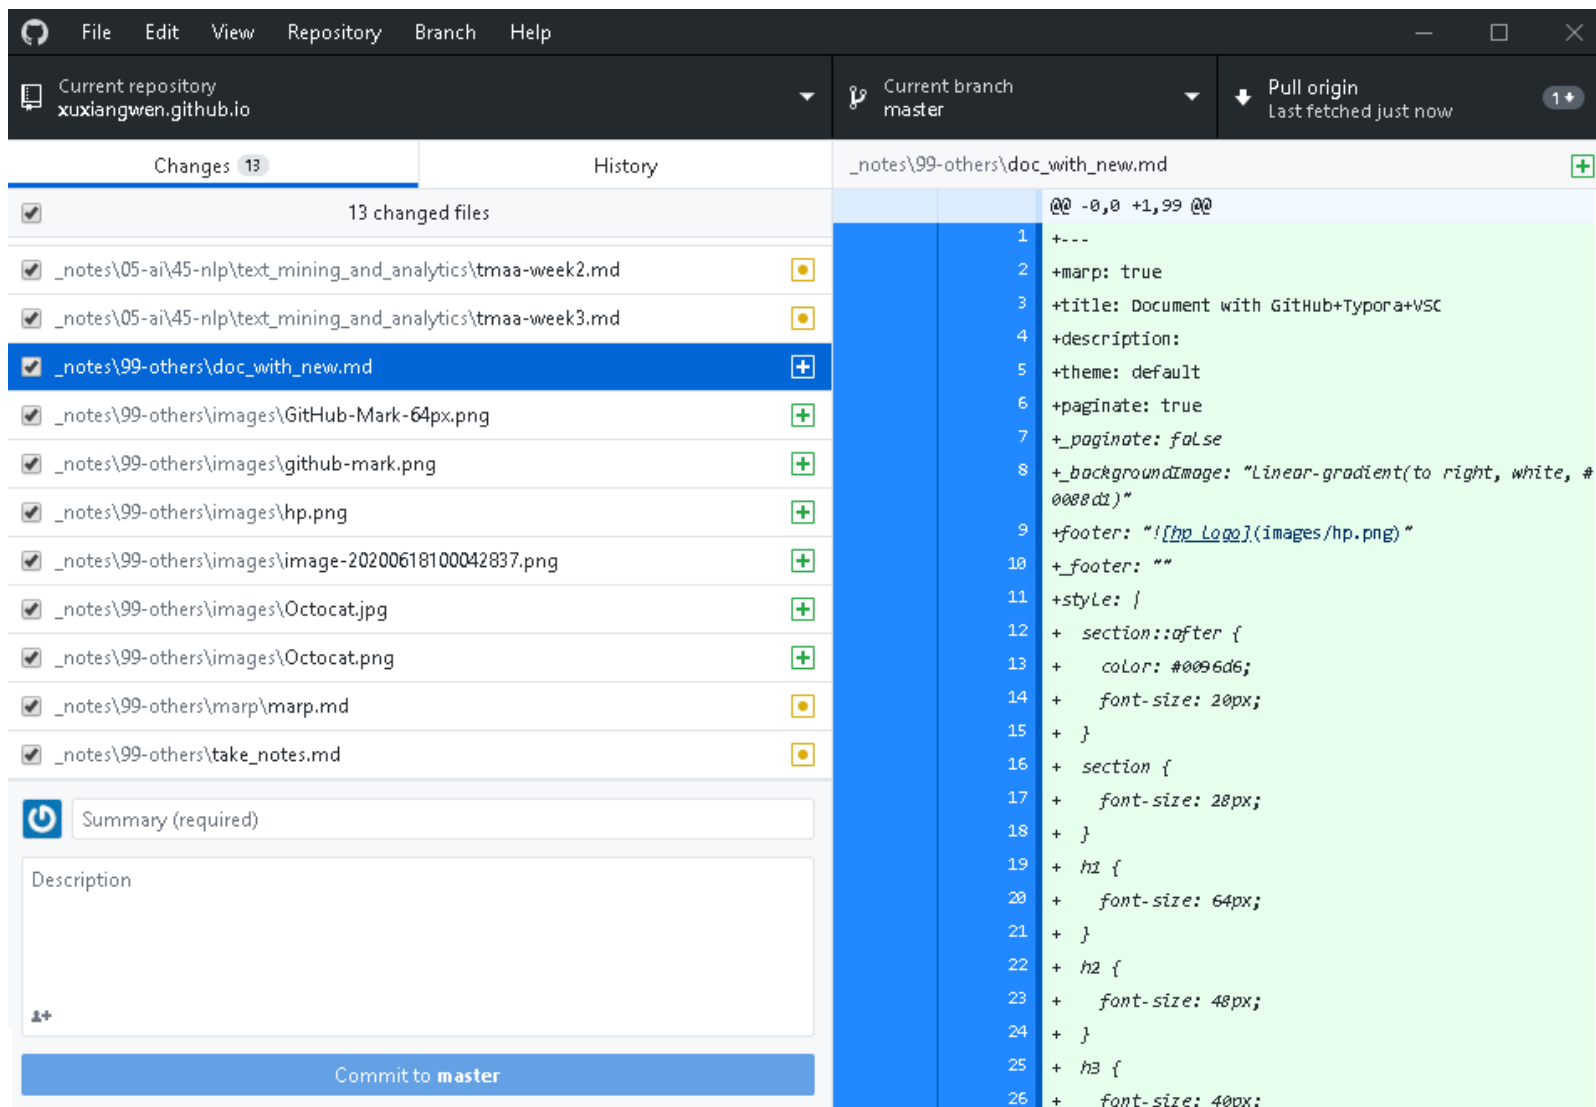 File Edit View Repository Branch Help
Current repository
xuxiangwen.github.io
Current branch
master
Pull origin
Last fetched just now
1
Changes 13
History
13 changed files
_notes\05-ai\45-nlp\text_mining_and_analytics\tmaa-week2.md
_notes\05-ai\45-nlp\text_mining_and_analytics\tmaa-week3.md
_notes\99-others\doc_with_new.md
_notes\99-others\images\GitHub-Mark-64px.png
_notes\99-others\images\github-mark.png
_notes\99-others\images\hp.png
_notes\99-others\images\image-20200618100042837.png
_notes\99-others\images\Octocat.jpg
_notes\99-others\images\Octocat.png
_notes\99-others\marp\marp.md
_notes\99-others\take_notes.md
Summary (required)
Description
Commit to master
_notes\99-others\doc_with_new.md
@@ -0,0 +1,99 @@
1 +---
2 +marp: true
3 +title: Document with GitHub+Typora+VSC
4 +description:
5 +theme: default
6 +paginate: true
7 +_paginate: false
8 +_backgroundImage: "Linear-gradient(to right, white, #
0088d1)"
9 +footer: "![hp Logo](images/hp.png)"
10 +_footer: ""
11 +style: |
12 + section::after {
13 + color: #0096d6;
14 + font-size: 20px;
15 + }
16 + section {
17 + font-size: 28px;
18 + }
19 + h1 {
20 + font-size: 64px;
21 + }
22 + h2 {
23 + font-size: 48px;
24 + }
25 + h3 {
26 + font-size: 40px;